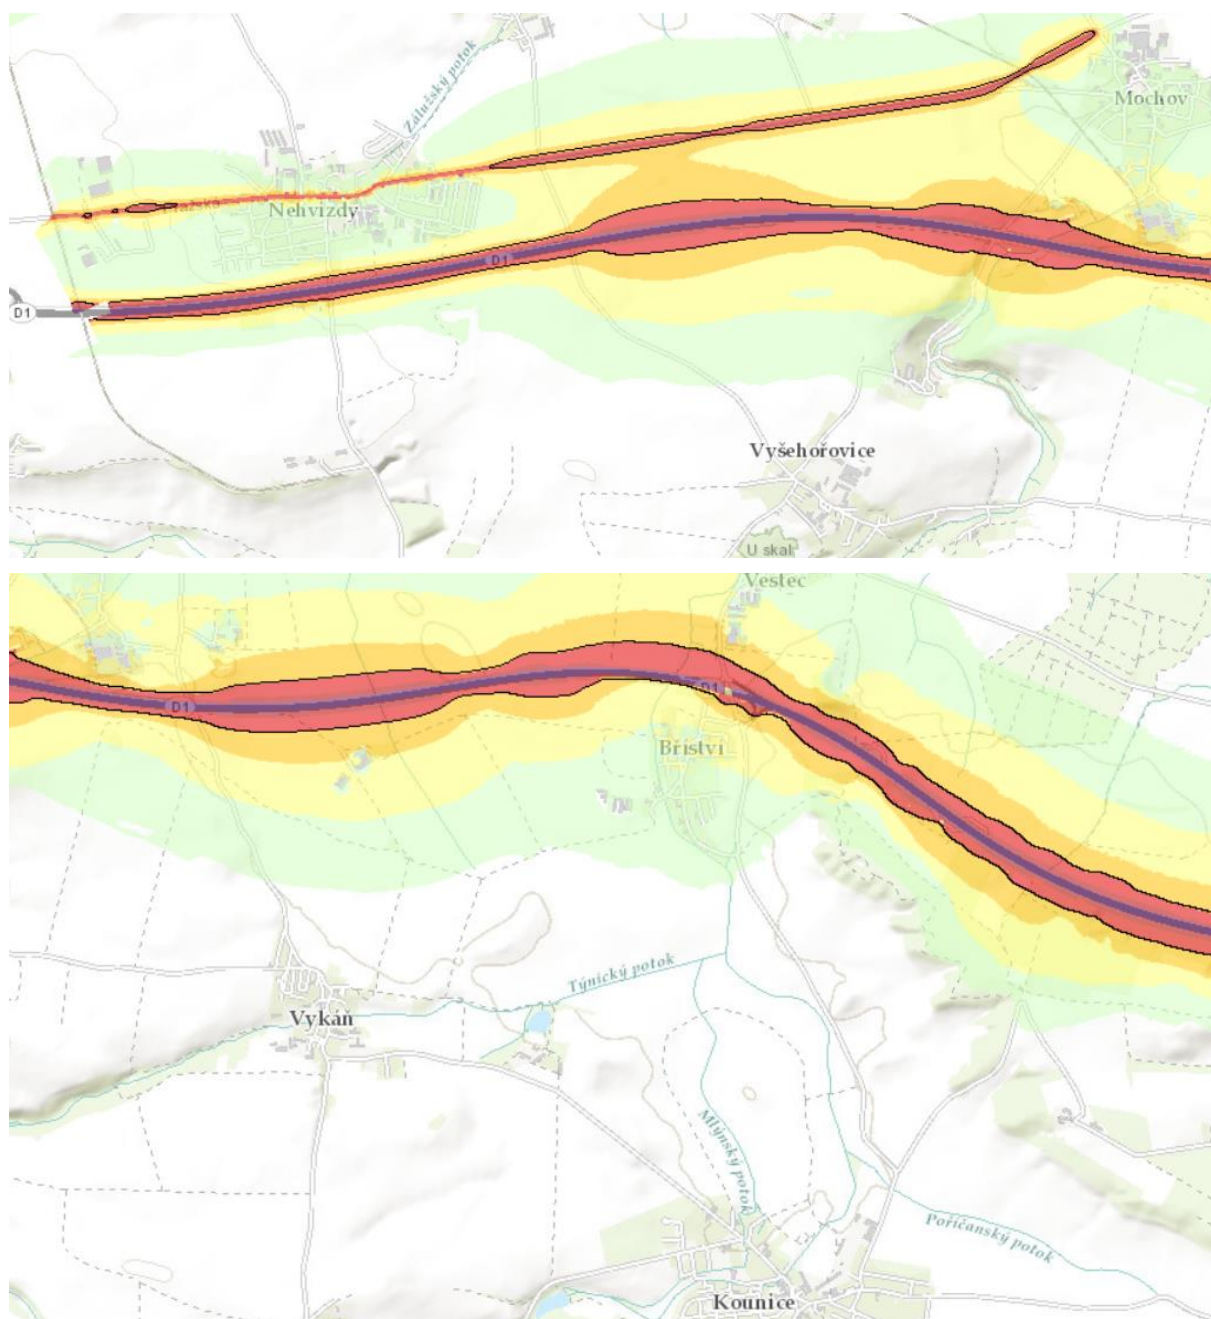 Zálužský potok
Mochov
Nehvizdy
D1
D1
Vyšehořovice
U skal
Vestec
D1
D1
Bříství
Týnický potok
Vykáň
Mlýnský potok
Poříčanský potok
Kounice